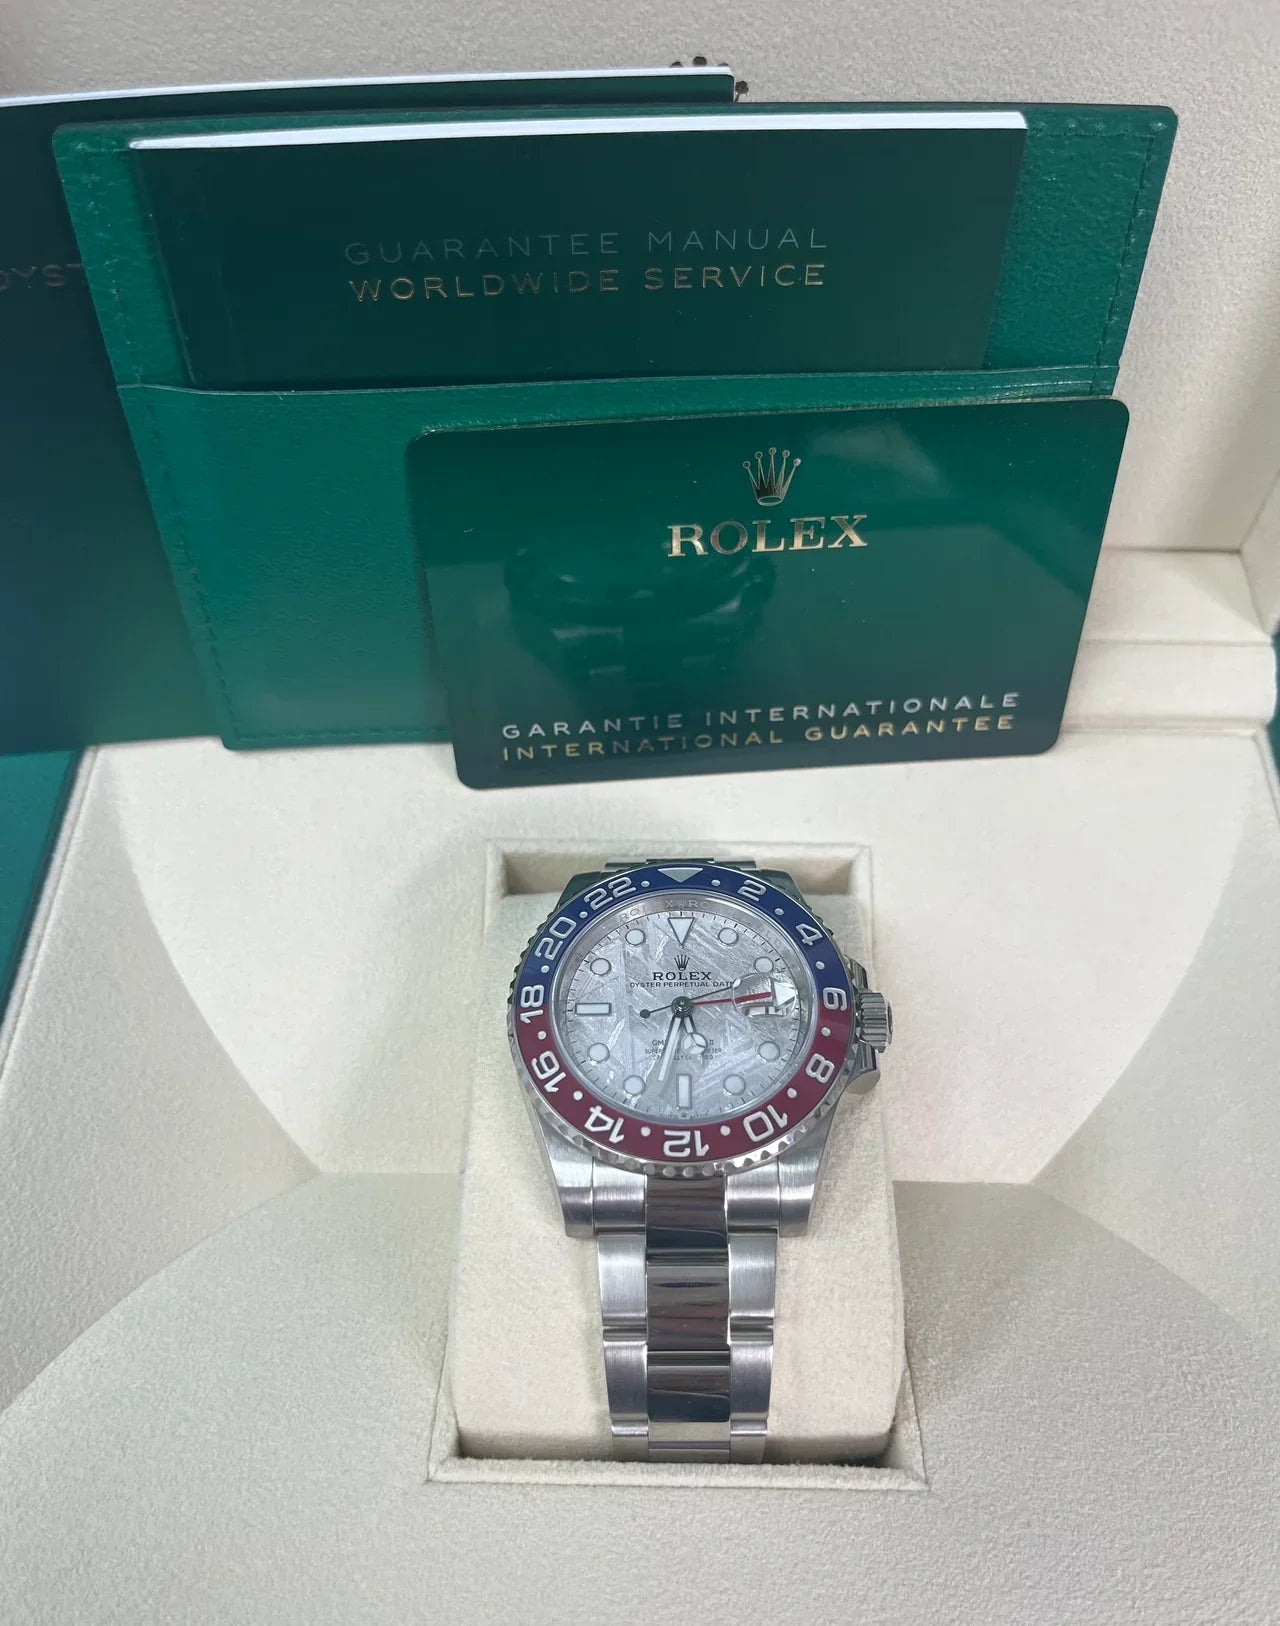 GUARANTEE MANUAL
WORLDWIDE SERVICE
OYST
ROLEX
GARANTIE INTERNATIONALE
INTERNATIONAL GUARANTEE
22 2 4 6 8 10 12 14 16 18 20
ROLEX
OYSTER PERPETUAL DATE